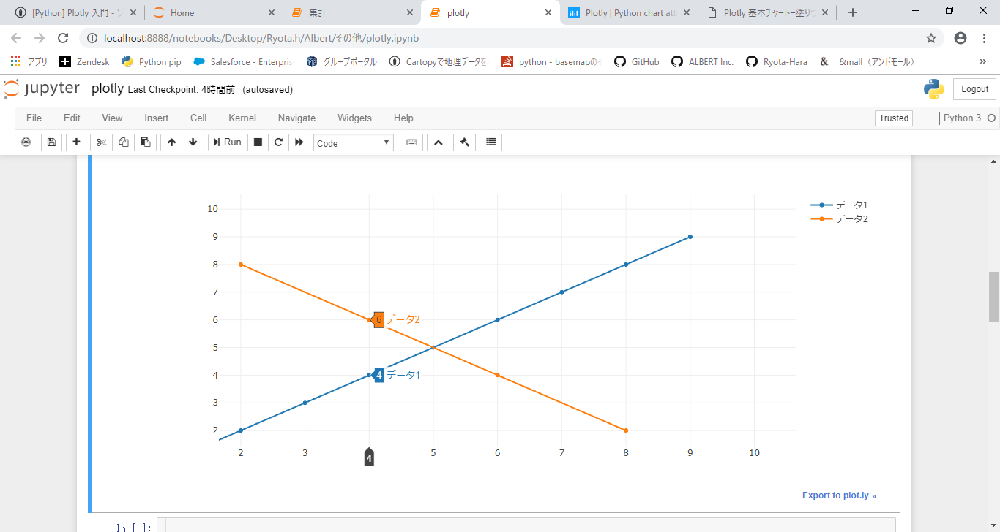 [Python] Plotly 入門 - ソ Home 集計 plotly Plotly | Python chart att Plotly 基本チャートー塗りつ
localhost:8888/notebooks/Desktop/Ryota.h/Albert/その他/plotly.ipynb
アプリ Zendesk Python pip Salesforce - Enterpris グループポータル Cartopyで地理データを python - basemapの GitHub ALBERT Inc. Ryota-Hara & &mall（アンドモール） »
jupyter plotly Last Checkpoint: 4時間前 (autosaved) Logout
File Edit View Insert Cell Kernel Navigate Widgets Help Trusted Python 3
Run Code
10
9
8
7
6
5
4
3
2
6 データ2
4 データ1
データ1
データ2
2 3 4 5 6 7 8 9 10
Export to plot.ly »
In [ ]: